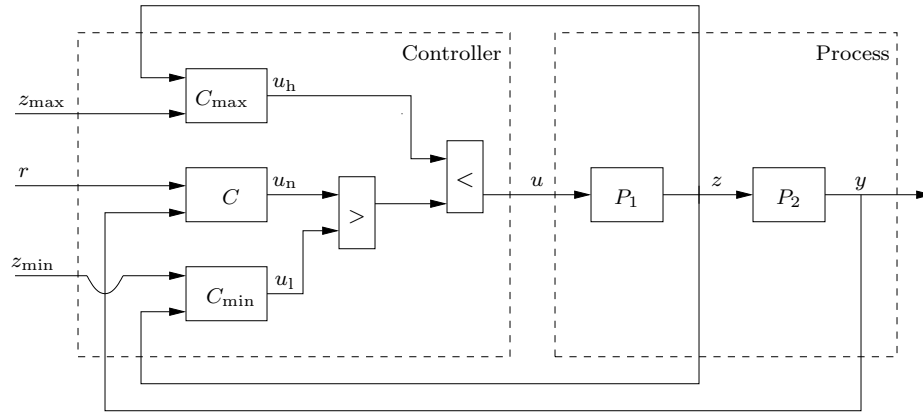 Controller
Process
z_max
C_max
u_h
<
r
C
u_n
>
u
P_1
z
P_2
y
z_min
C_min
u_l